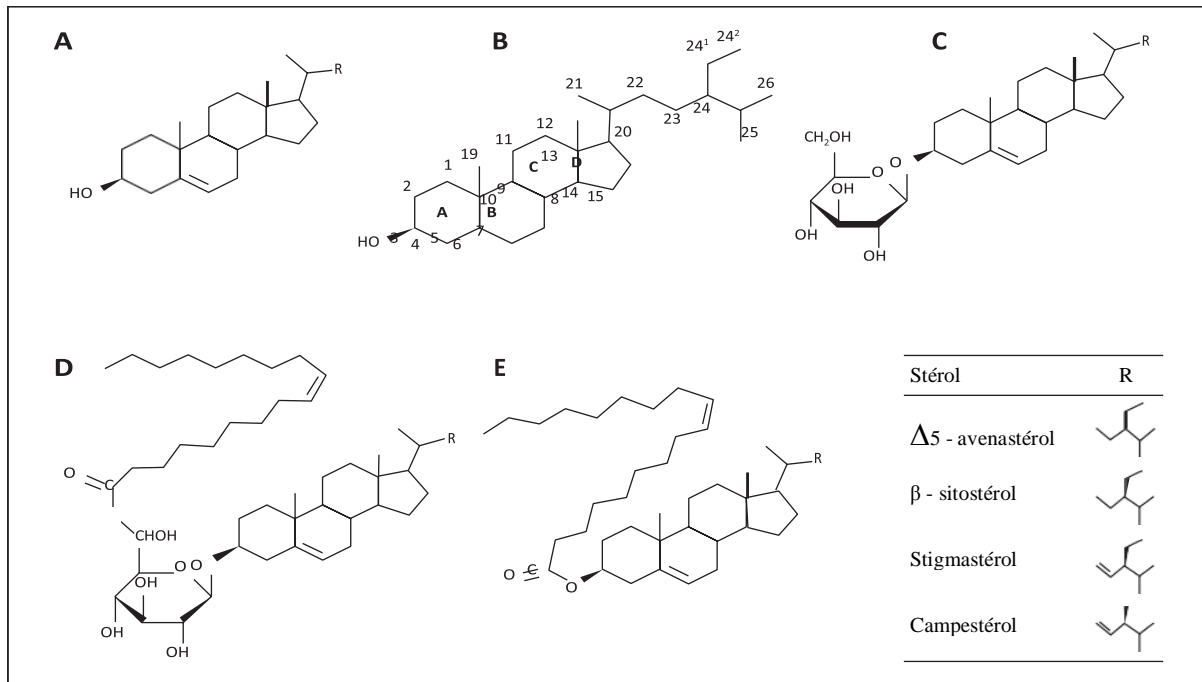 A
R
HO
B
24¹
24²
21
22
26
23
24
25
20
12
11
19
13
C
D
1
2
9
14
15
10
8
A
B
HO
3
4
5
6
7
C
R
CH₂OH
O
O
OH
OH
OH
OH
D
O
C
R
CHOH
O
O
OH
OH
OH
OH
E
R
O
C
O
Stérol R
Δ5 - avenastérol
β - sitostérol
Stigmastérol
Campestérol